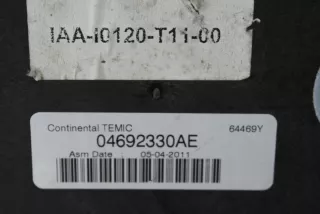 IAA-I0120-T11-00
Continental TEMIC 64469Y
04692330AE
Asm Date 05-04-2011